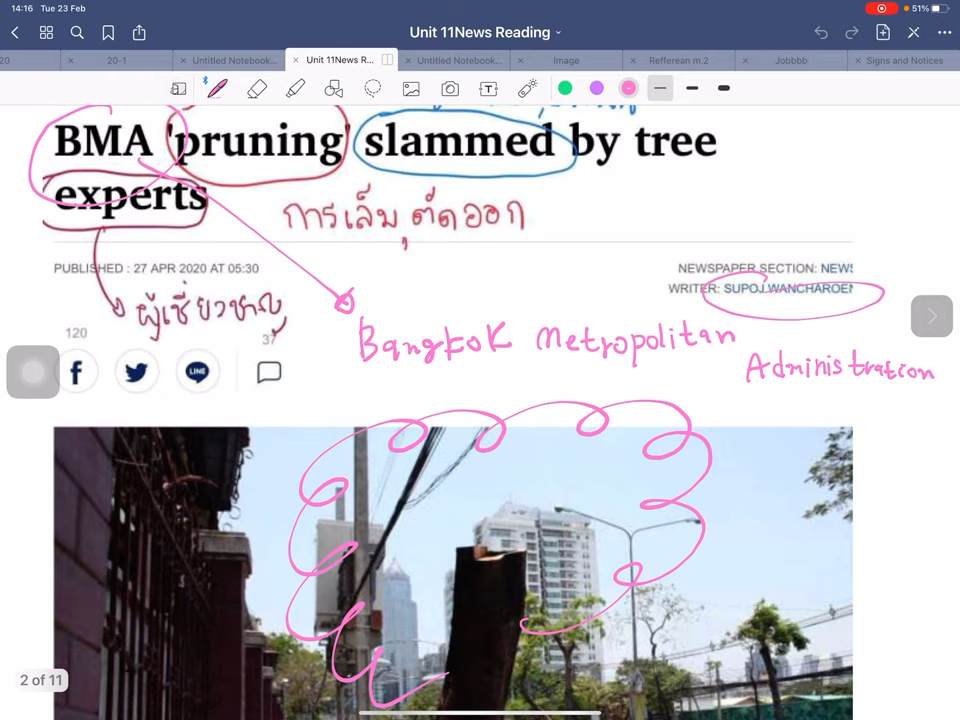 14:16 Tue 23 Feb
51%
Unit 11News Reading
20
20-1
Untitled Notebook...
Unit 11News R...
Untitled Notebook...
Image
Refferean m.2
Jobbbb
Signs and Notices
BMA 'pruning' slammed by tree
experts
การเล็ม ตัดออก
PUBLISHED : 27 APR 2020 AT 05:30
NEWSPAPER SECTION: NEWS
WRITER: SUPOJ WANCHAROEN
ผู้เชี่ยวชาญ
120
37
Bangkok Metropolitan
Administration
LINE
2 of 11